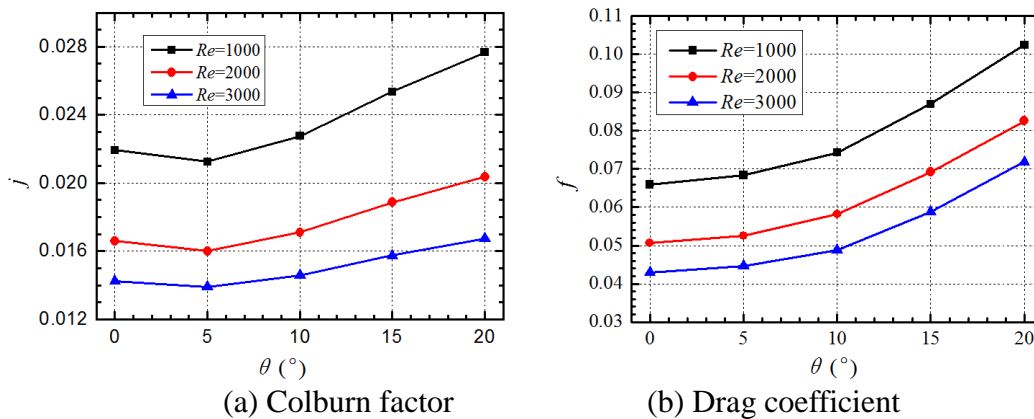 0.028
0.024
0.020
0.016
0.012
j
Re=1000
Re=2000
Re=3000
0 5 10 15 20
θ (°)
(a) Colburn factor
0.11
0.10
0.09
0.08
0.07
0.06
0.05
0.04
0.03
f
Re=1000
Re=2000
Re=3000
0 5 10 15 20
θ (°)
(b) Drag coefficient